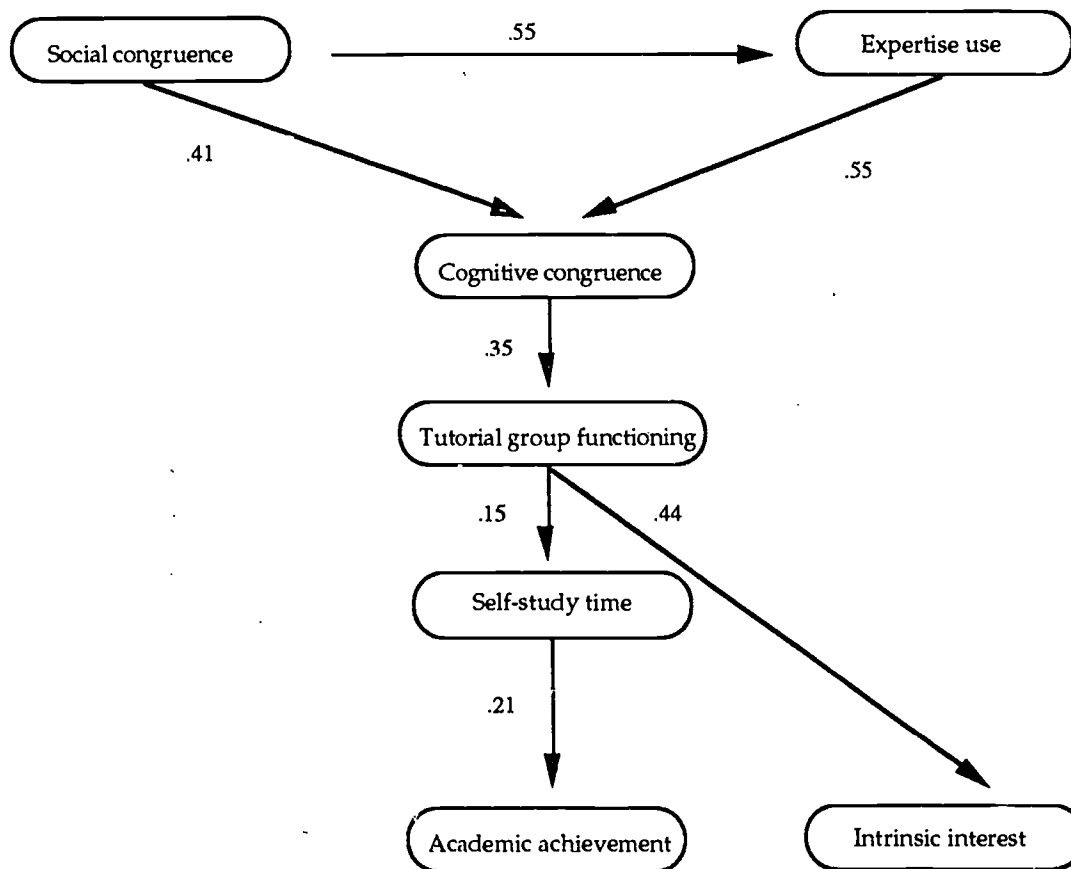 .55
Social congruence
Expertise use
.41
.55
Cognitive congruence
.35
Tutorial group functioning
.15
.44
Self-study time
.21
Academic achievement
Intrinsic interest